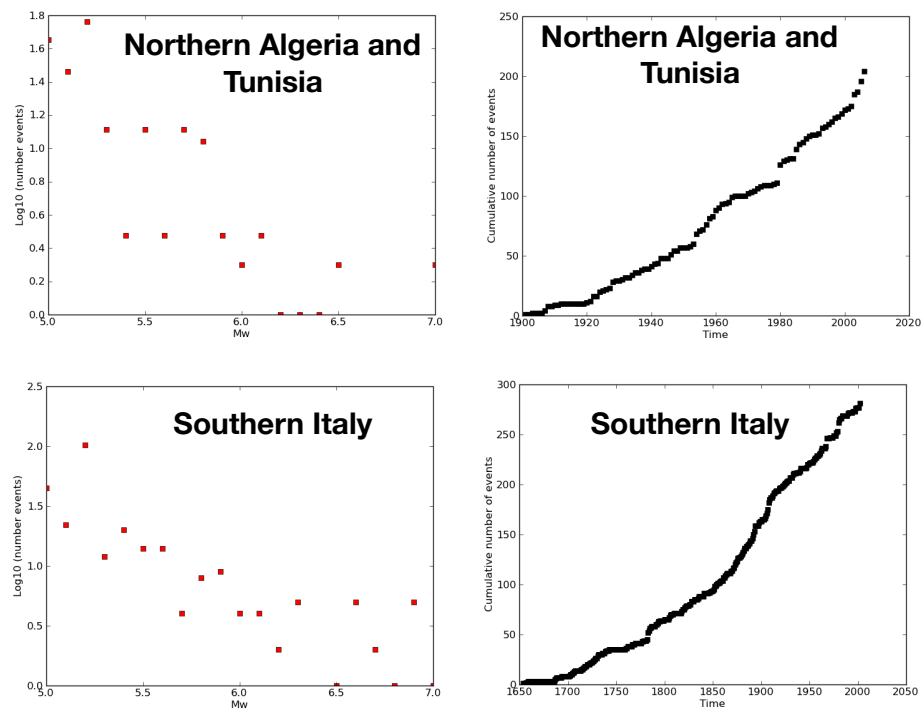 Northern Algeria and
Tunisia
Log10 (number events)
1.8
1.6
1.4
1.2
1.0
0.8
0.6
0.4
0.2
0.0
5.0 5.5 6.0 6.5 7.0
Mw
Northern Algeria and
Tunisia
Cumulative number of events
250
200
150
100
50
0
1900 1920 1940 1960 1980 2000 2020
Time
Southern Italy
Log10 (number events)
2.5
2.0
1.5
1.0
0.5
0.0
5.0 5.5 6.0 6.5 7.0
Mw
Southern Italy
Cumulative number of events
300
250
200
150
100
50
0
1650 1700 1750 1800 1850 1900 1950 2000 2050
Time